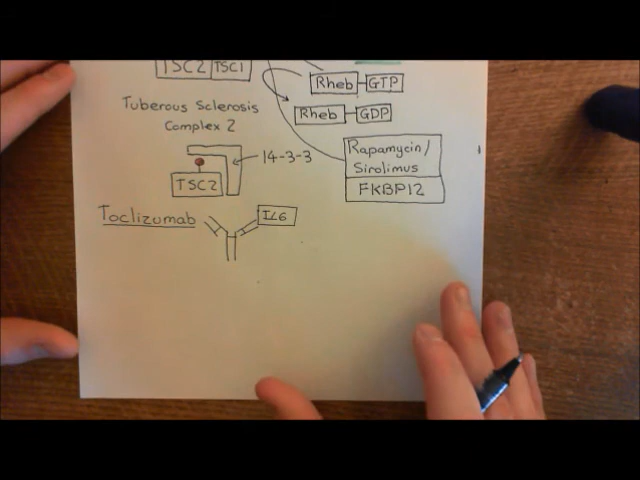 TSC2 TSC1
Rheb GTP
Rheb GDP
Tuberous Sclerosis
Complex 2
14-3-3
TSC2
Rapamycin/
Sirolimus
FKBP12
Toclizumab
IL6